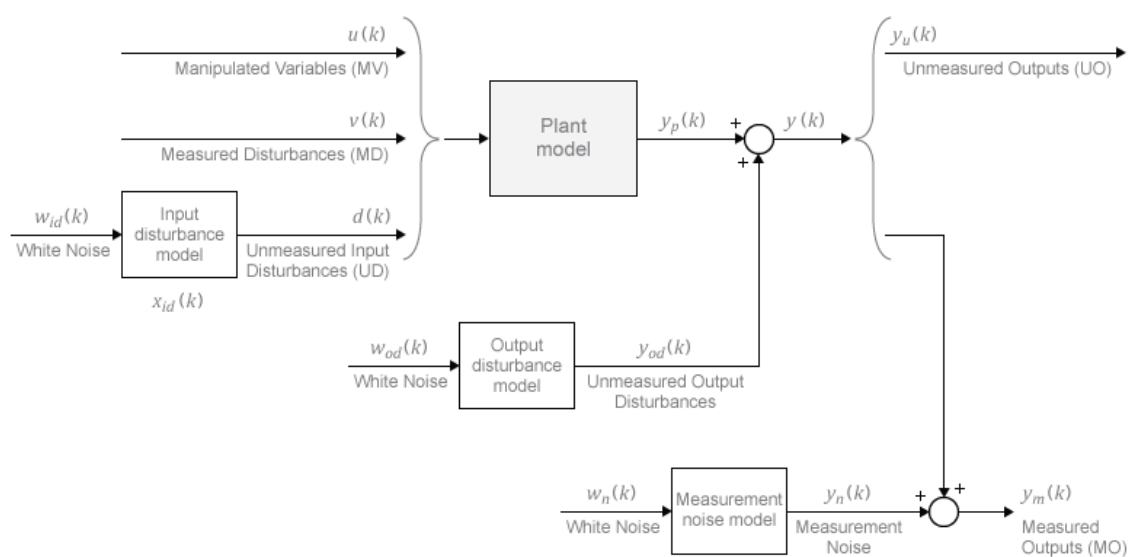 u(k)
Manipulated Variables (MV)
v(k)
Measured Disturbances (MD)
w_id(k)
White Noise
Input
disturbance
model
x_id(k)
d(k)
Unmeasured Input
Disturbances (UD)
Plant
model
y_p(k)
+
+
y(k)
y_u(k)
Unmeasured Outputs (UO)
w_od(k)
White Noise
Output
disturbance
model
y_od(k)
Unmeasured Output
Disturbances
w_n(k)
White Noise
Measurement
noise model
y_n(k)
Measurement
Noise
+
+
y_m(k)
Measured
Outputs (MO)